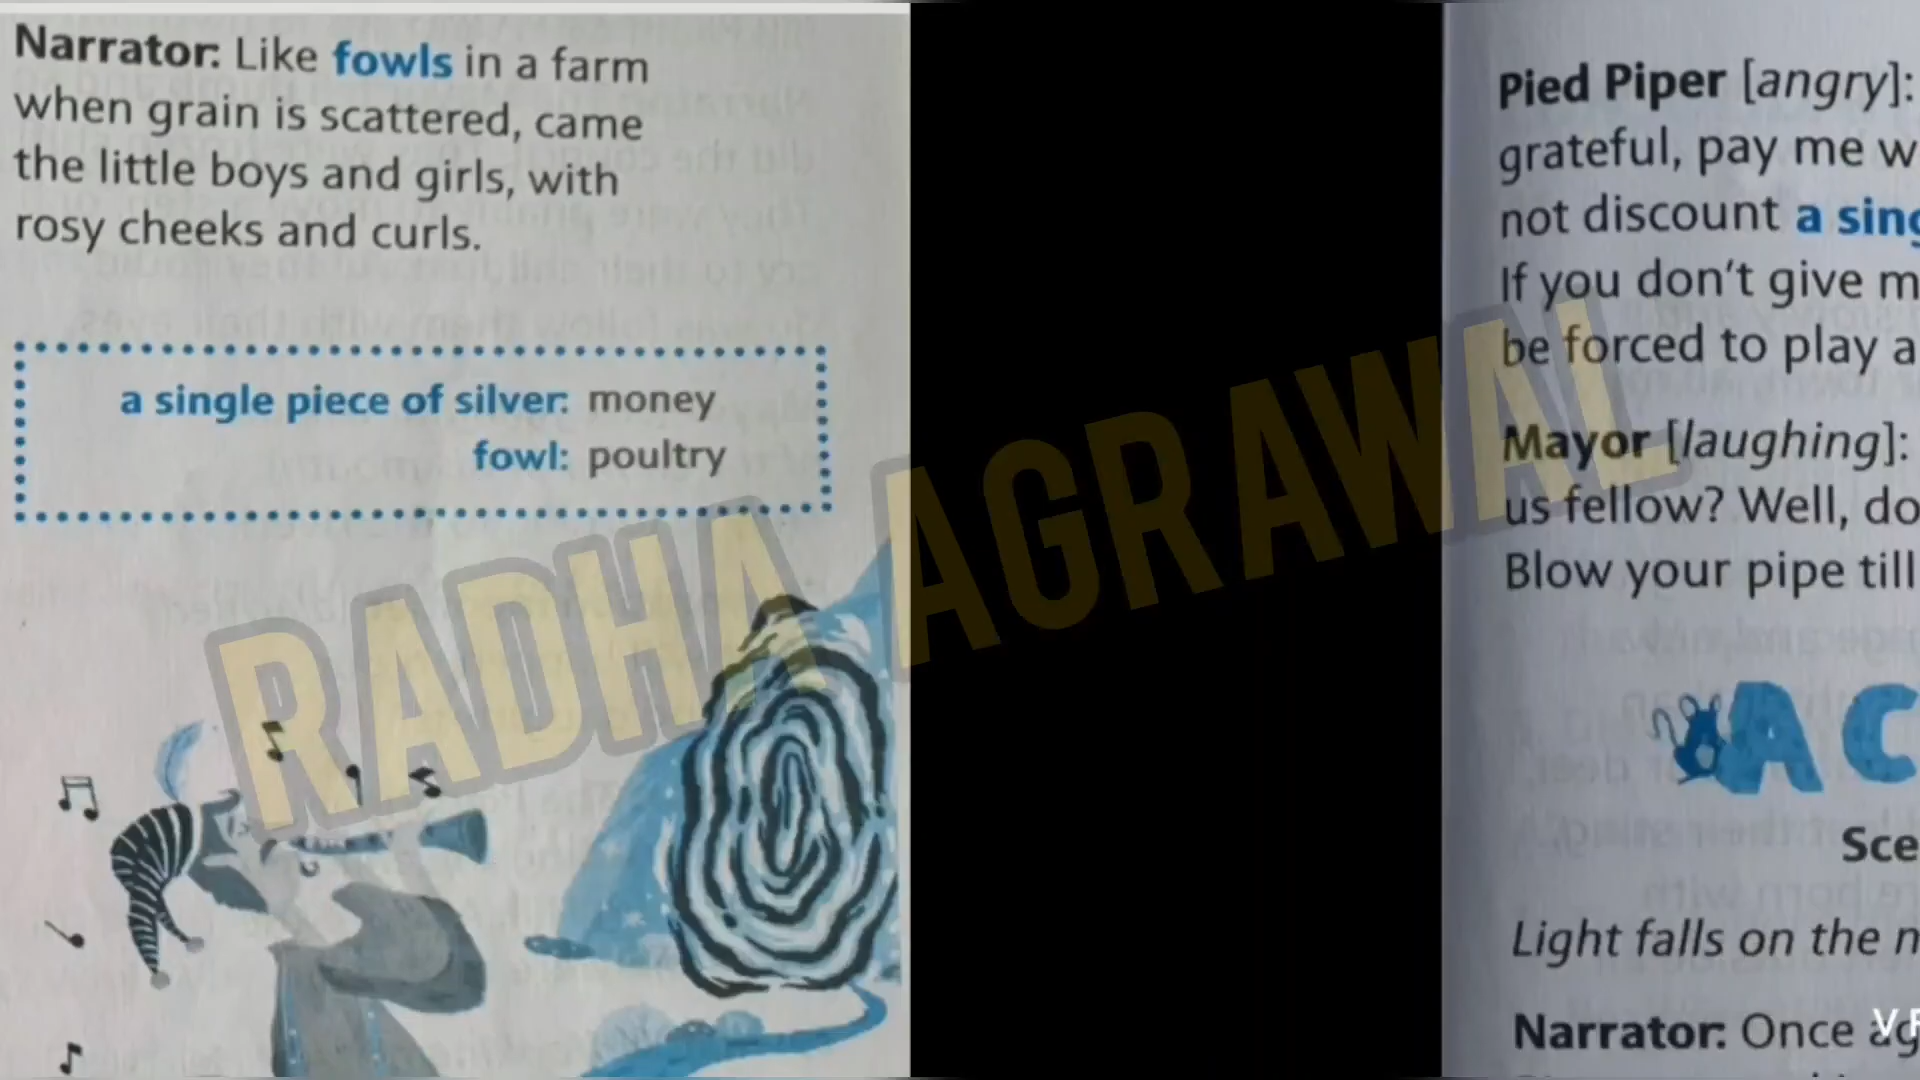 Narrator: Like fowls in a farm
when grain is scattered, came
the little boys and girls, with
rosy cheeks and curls.
a single piece of silver: money
fowl: poultry
RADHA AGRAWAL
Pied Piper [angry]:
grateful, pay me w
not discount a sing
If you don't give m
be forced to play a
Mayor [laughing]:
us fellow? Well, do
Blow your pipe till
AC
Sce
Light falls on the n
Narrator: Once ag